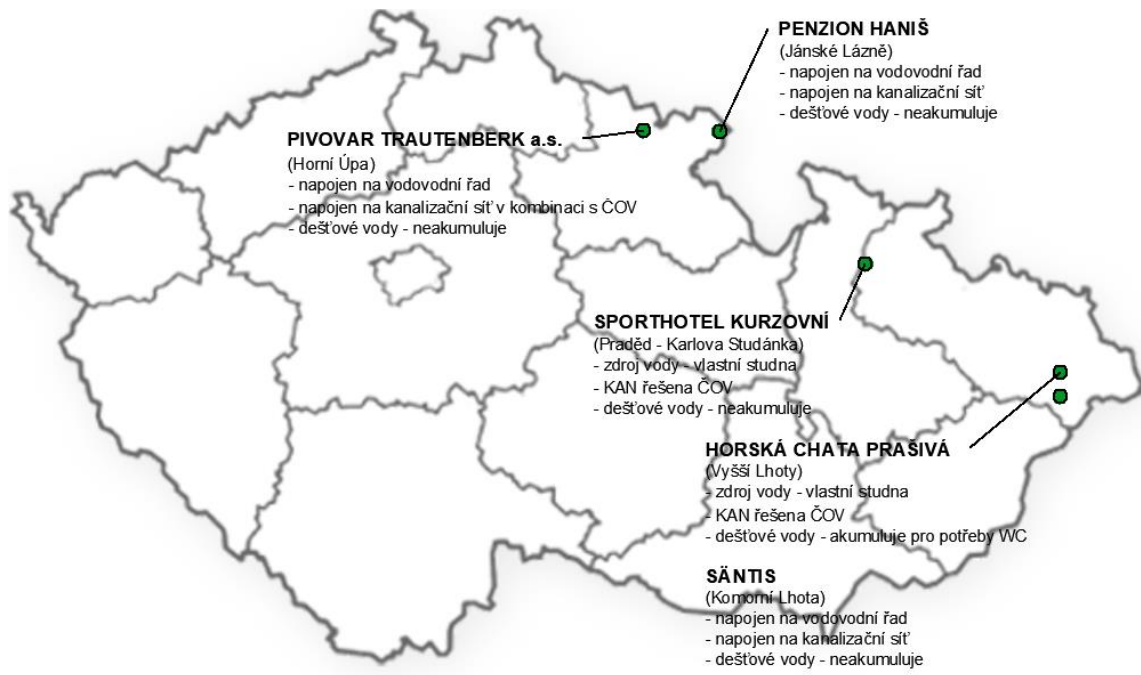 PENZION HANIŠ
(Jánské Lázně)
- napojen na vodovodní řad
- napojen na kanalizační síť
- dešťové vody - neakumuluje
PIVOVAR TRAUTENBERK a.s.
(Horní Úpa)
- napojen na vodovodní řad
- napojen na kanalizační síť v kombinaci s ČOV
- dešťové vody - neakumuluje
SPORTHOTEL KURZOVNÍ
(Praděd - Karlova Studánka)
- zdroj vody - vlastní studna
- KAN řešena ČOV
- dešťové vody - neakumuluje
HORSKÁ CHATA PRAŠIVÁ
(Vyšší Lhoty)
- zdroj vody - vlastní studna
- KAN řešena ČOV
- dešťové vody - akumuluje pro potřeby WC
SÄNTIS
(Komorní Lhota)
- napojen na vodovodní řad
- napojen na kanalizační síť
- dešťové vody - neakumuluje